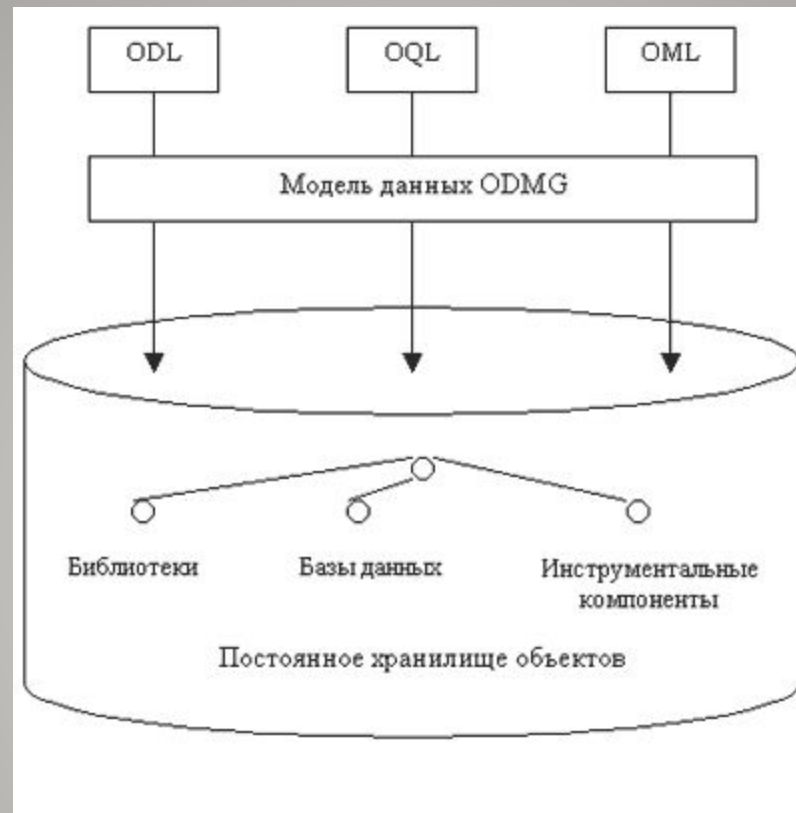 ODL
OQL
OML
Модель данных ODMG
Библиотеки
Базы данных
Инструментальные
компоненты
Постоянное хранилище объектов